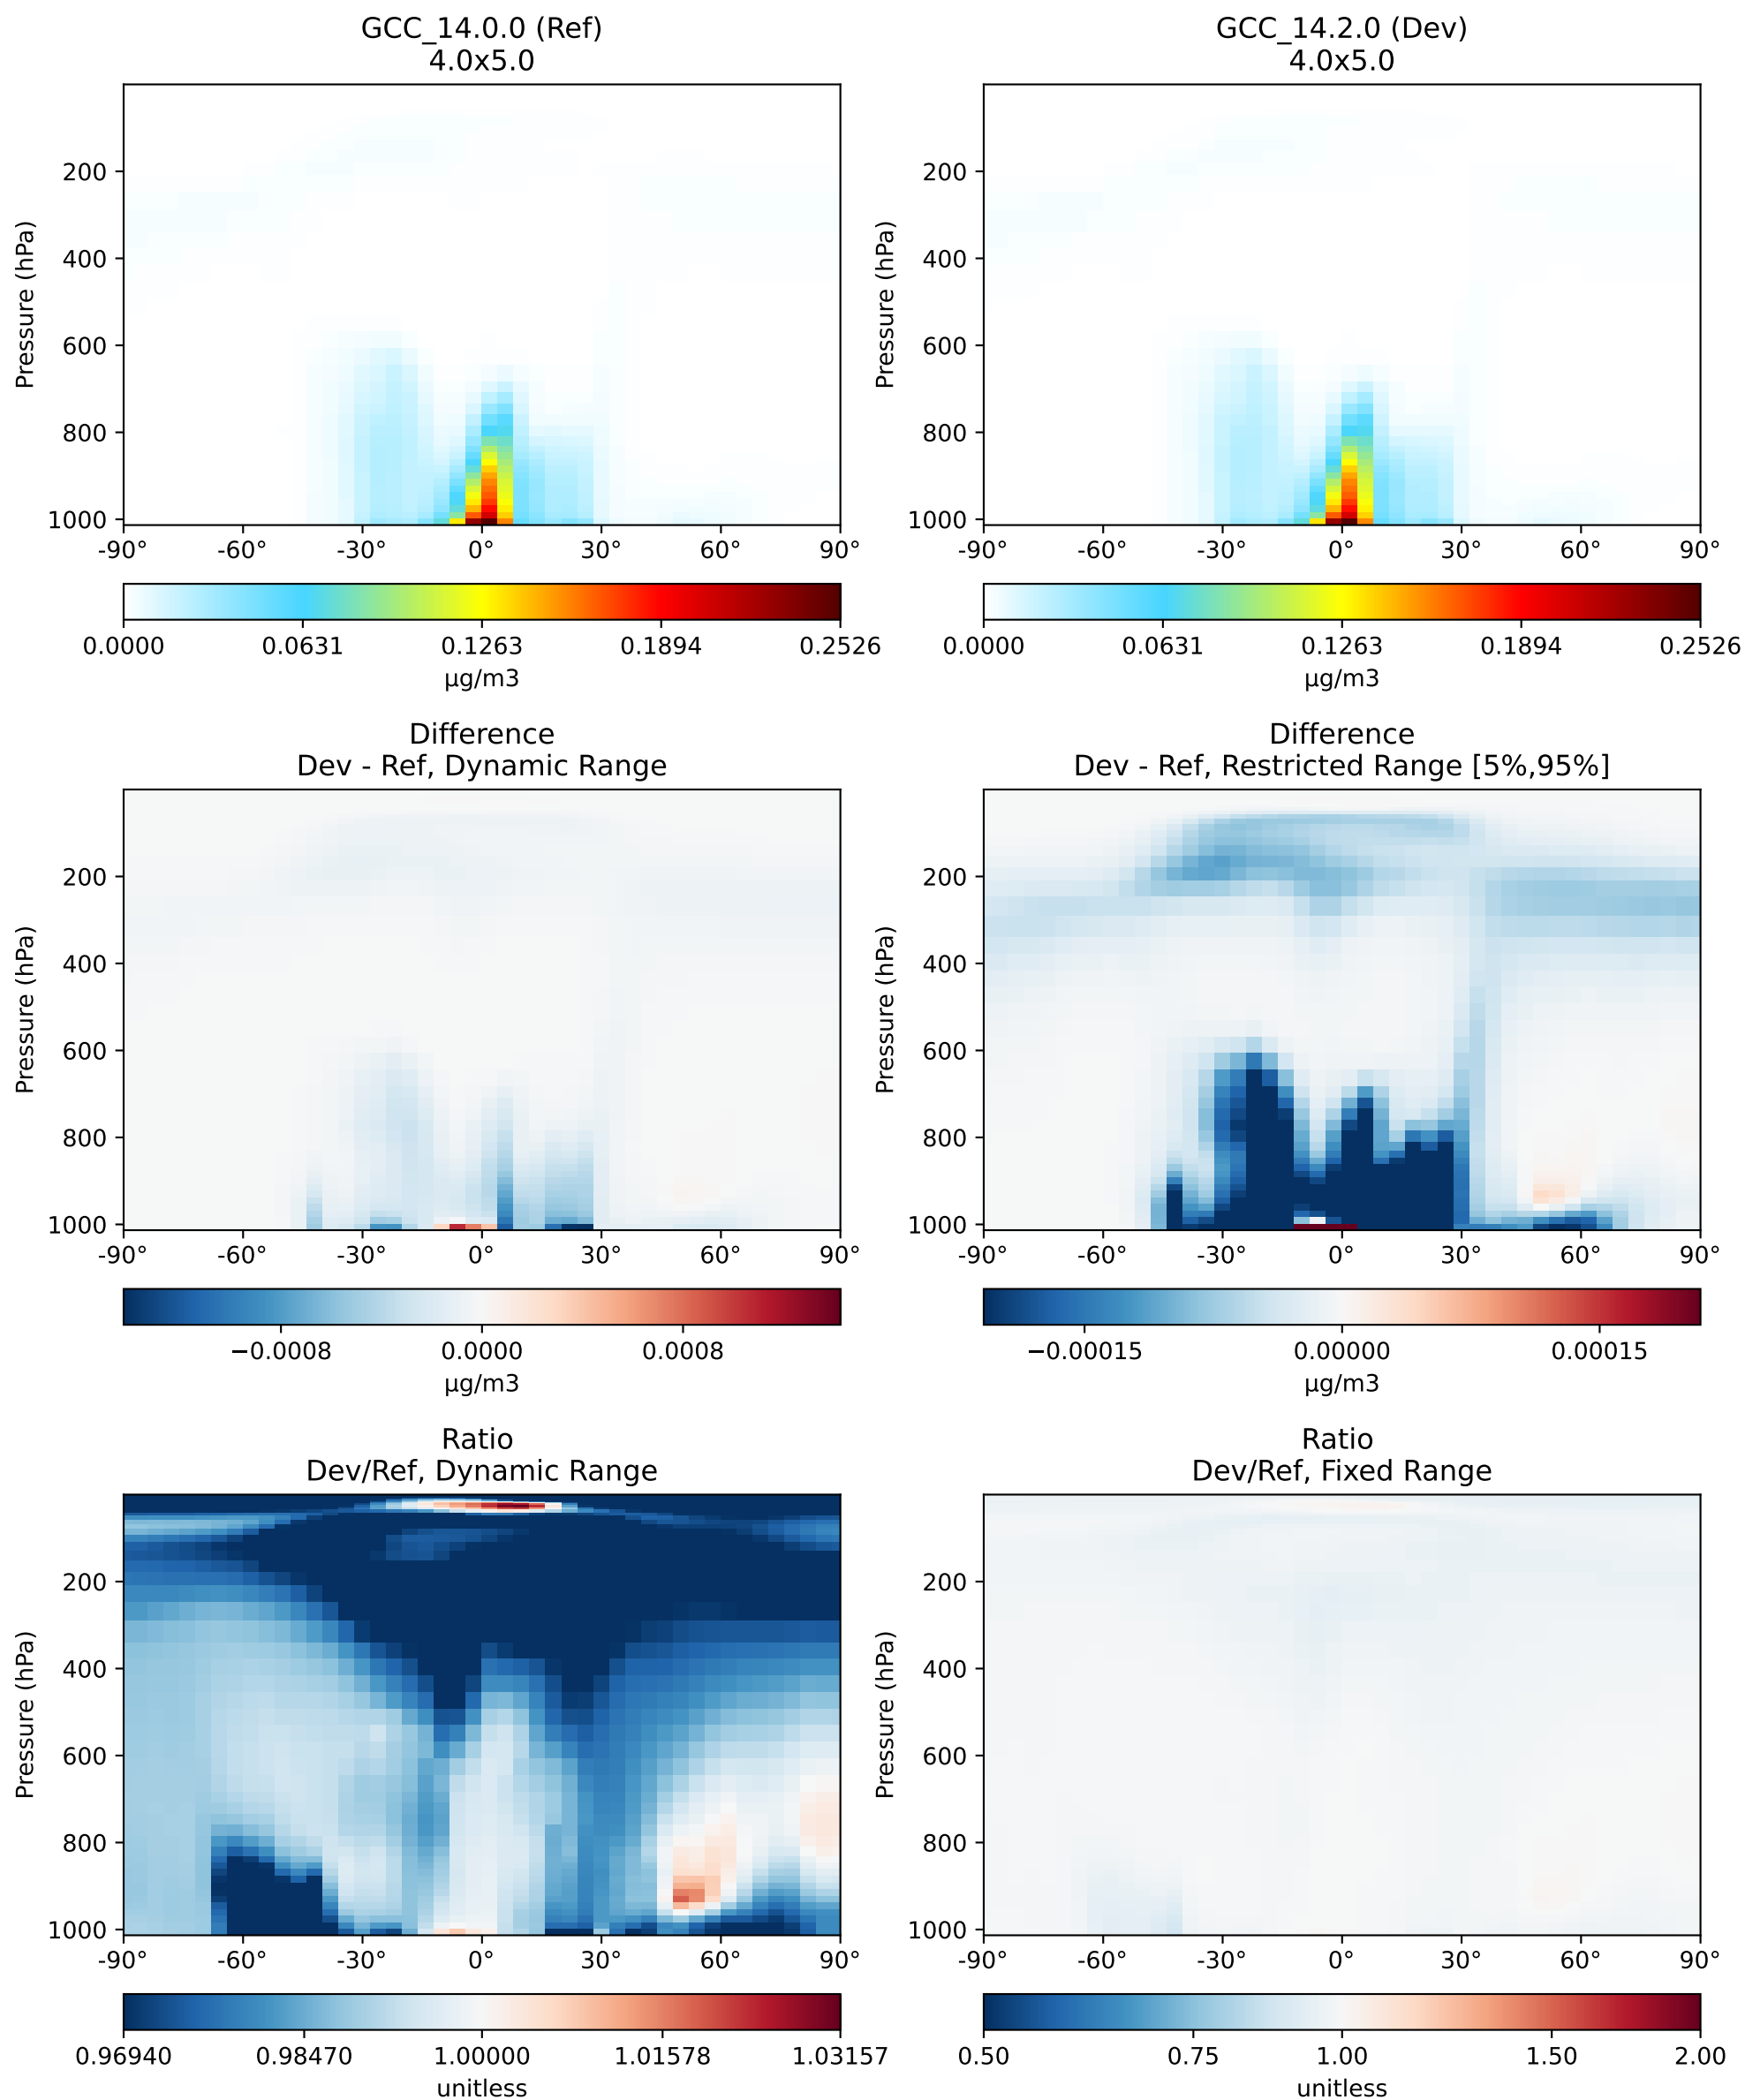 GCC_14.0.0 (Ref)
4.0x5.0
Pressure (hPa)
200
400
600
800
1000
-90° -60° -30° 0° 30° 60° 90°
0.0000 0.0631 0.1263 0.1894 0.2526
µg/m3
GCC_14.2.0 (Dev)
4.0x5.0
Pressure (hPa)
200
400
600
800
1000
-90° -60° -30° 0° 30° 60° 90°
0.0000 0.0631 0.1263 0.1894 0.2526
µg/m3
Difference
Dev - Ref, Dynamic Range
Pressure (hPa)
200
400
600
800
1000
-90° -60° -30° 0° 30° 60° 90°
−0.0008 0.0000 0.0008
µg/m3
Difference
Dev - Ref, Restricted Range [5%,95%]
Pressure (hPa)
200
400
600
800
1000
-90° -60° -30° 0° 30° 60° 90°
−0.00015 0.00000 0.00015
µg/m3
Ratio
Dev/Ref, Dynamic Range
Pressure (hPa)
200
400
600
800
1000
-90° -60° -30° 0° 30° 60° 90°
0.96940 0.98470 1.00000 1.01578 1.03157
unitless
Ratio
Dev/Ref, Fixed Range
Pressure (hPa)
200
400
600
800
1000
-90° -60° -30° 0° 30° 60° 90°
0.50 0.75 1.00 1.50 2.00
unitless